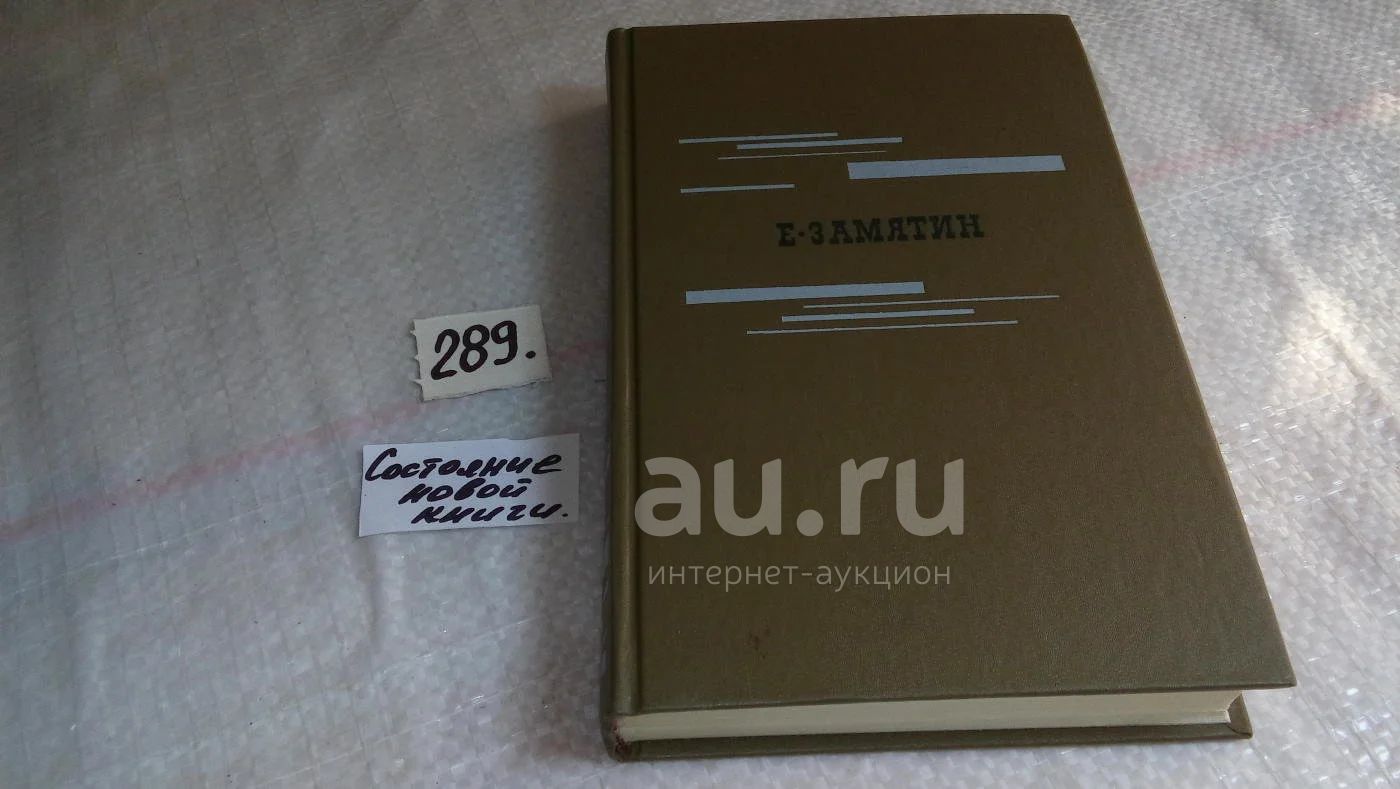 Е·ЗАМЯТИН
289.
Состояние
новой
книги.
au.ru
интернет-аукцион